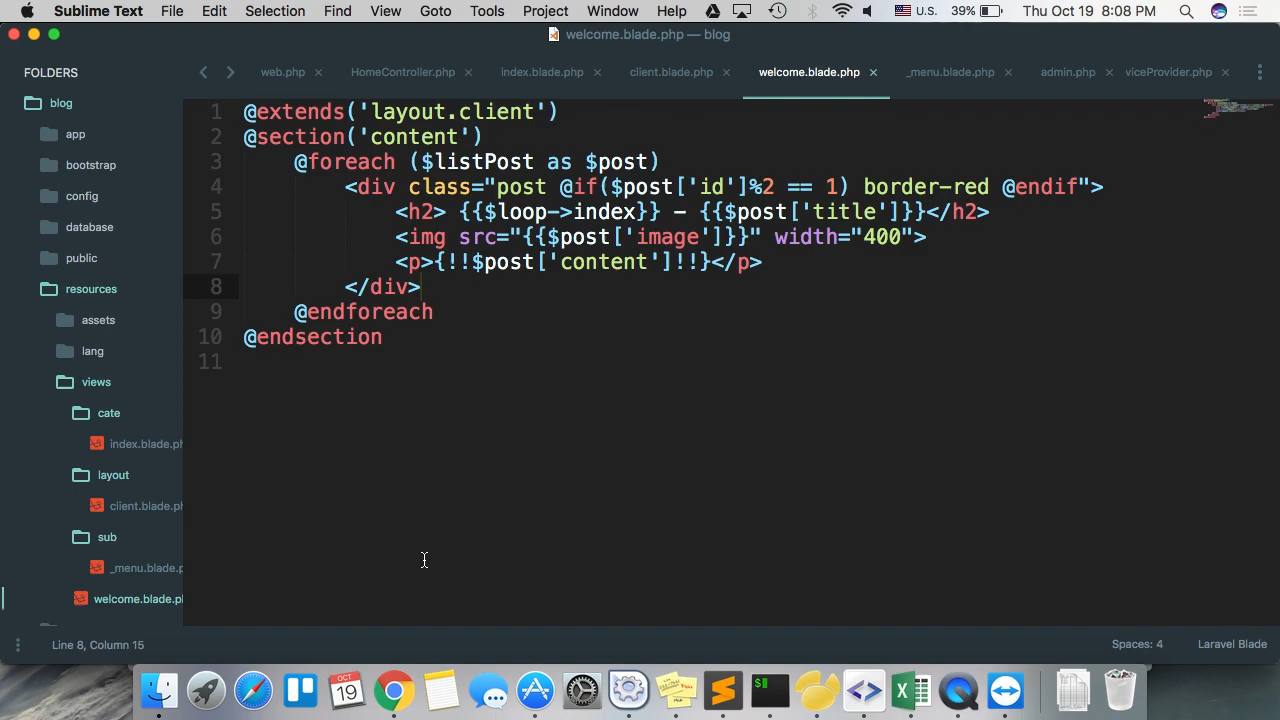 Sublime Text File Edit Selection Find View Goto Tools Project Window Help U.S. 39% Thu Oct 19 8:08 PM
welcome.blade.php — blog
FOLDERS
web.php × HomeController.php × index.blade.php × client.blade.php × welcome.blade.php × _menu.blade.php × admin.php × viceProvider.php ×
blog
app
bootstrap
config
database
public
resources
assets
lang
views
cate
index.blade.ph
layout
client.blade.ph
sub
_menu.blade.p
welcome.blade.pl
1 @extends('layout.client')
2 @section('content')
3 @foreach ($listPost as $post)
4 <div class="post @if($post['id']%2 == 1) border-red @endif">
5 <h2> {{$loop->index}} - {{$post['title']}}</h2>
6 <img src="{{$post['image']}}" width="400">
7 <p>{!!$post['content']!!}</p>
8 </div>
9 @endforeach
10 @endsection
11
Line 8, Column 15 Spaces: 4 Laravel Blade
OCT
19
$